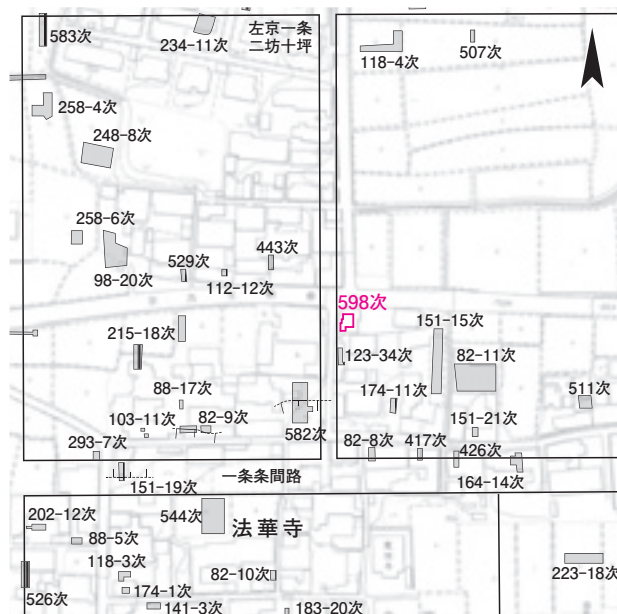 583次
234-11次
左京一条
二坊十坪
118-4次
507次
258-4次
248-8次
258-6次
98-20次
529次
112-12次
443次
598次
215-18次
151-15次
123-34次
82-11次
174-11次
511次
88-17次
103-11次
82-9次
582次
151-21次
293-7次
82-8次
417次
426次
164-14次
151-19次
一条条間路
202-12次
544次
法華寺
88-5次
118-3次
82-10次
223-18次
526次
174-1次
141-3次
183-20次